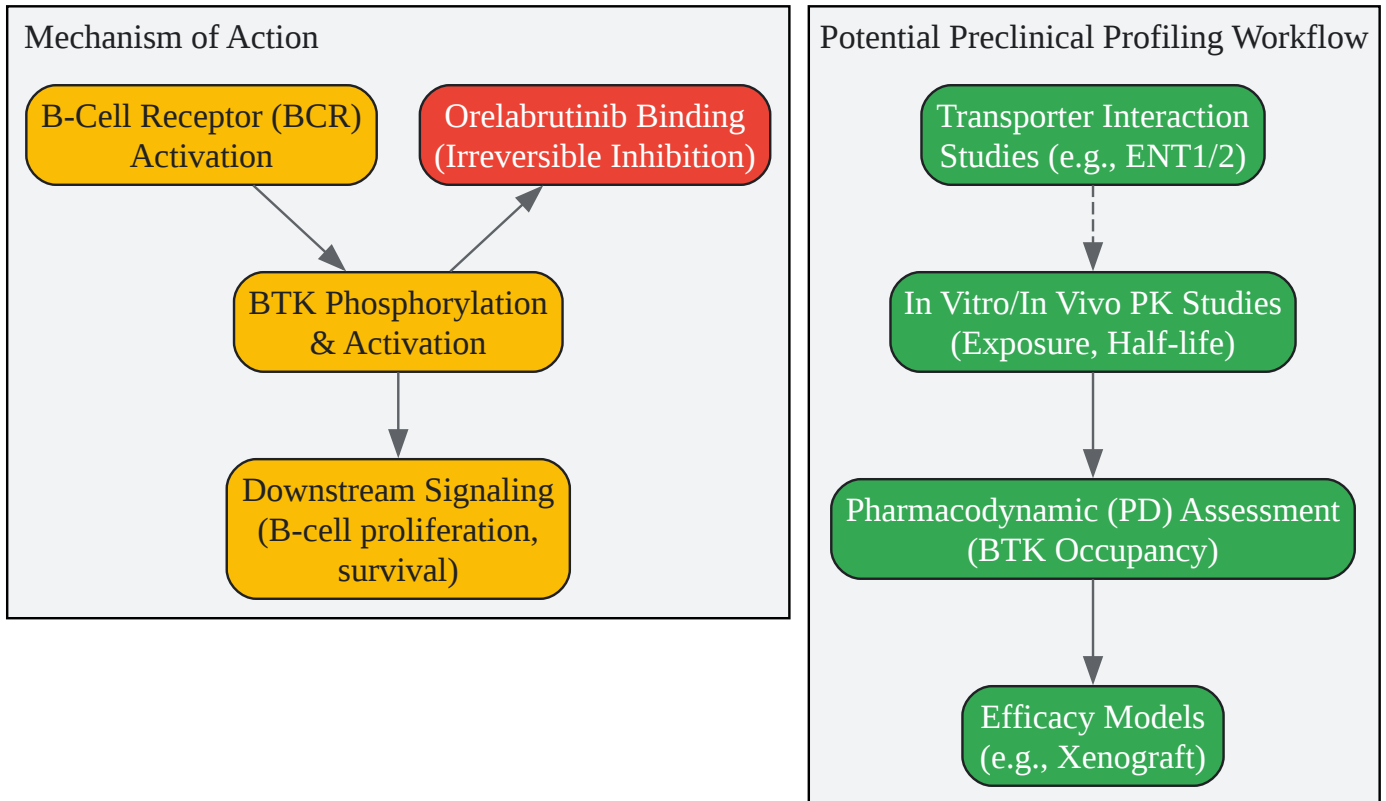 Mechanism of Action
B-Cell Receptor (BCR)
Activation
Orelabrutinib Binding
(Irreversible Inhibition)
BTK Phosphorylation
& Activation
Downstream Signaling
(B-cell proliferation,
survival)
Potential Preclinical Profiling Workflow
Transporter Interaction
Studies (e.g., ENT1/2)
In Vitro/In Vivo PK Studies
(Exposure, Half-life)
Pharmacodynamic (PD) Assessment
(BTK Occupancy)
Efficacy Models
(e.g., Xenograft)